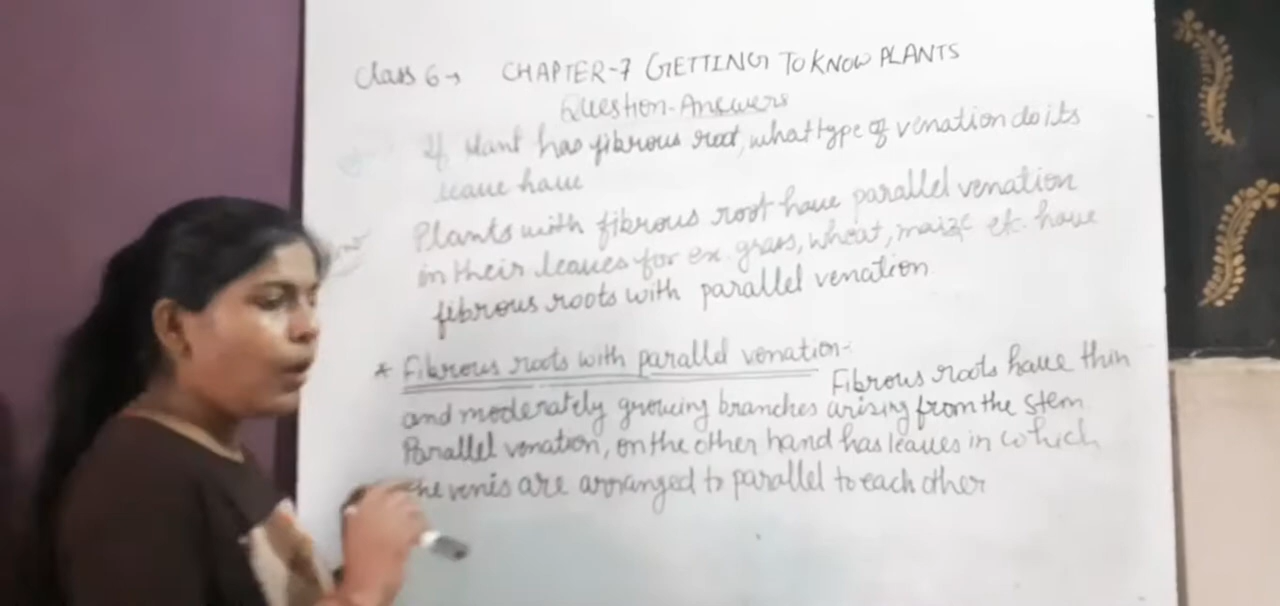 Class 6→ CHAPTER-7 GETTING TO KNOW PLANTS
Question-Answers
If plant has fibrous root, what type of venation do its
leave have
Plants with fibrous root have parallel venation
in their leaves for ex. grass, wheat, maize etc. have
fibrous roots with parallel venation
* Fibrous roots with parallel venation-
Fibrous roots have thin
and moderately growing branches arising from the stem
Parallel venation, on the other hand has leaves in which
the venis are arranged to parallel to each other